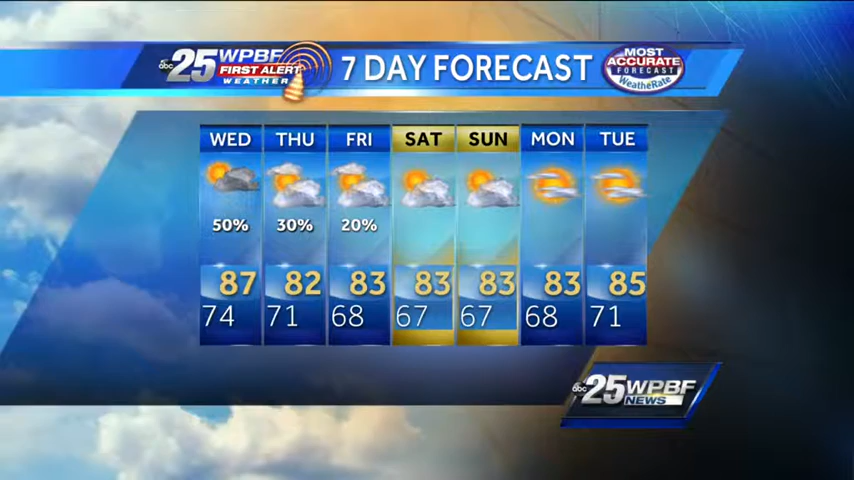 abc 25 WPBF FIRST ALERT WEATHER
7 DAY FORECAST
MOST ACCURATE FORECAST WeatheRate
WED THU FRI SAT SUN MON TUE
50% 30% 20%
87 82 83 83 83 83 85
74 71 68 67 67 68 71
abc 25 WPBF NEWS